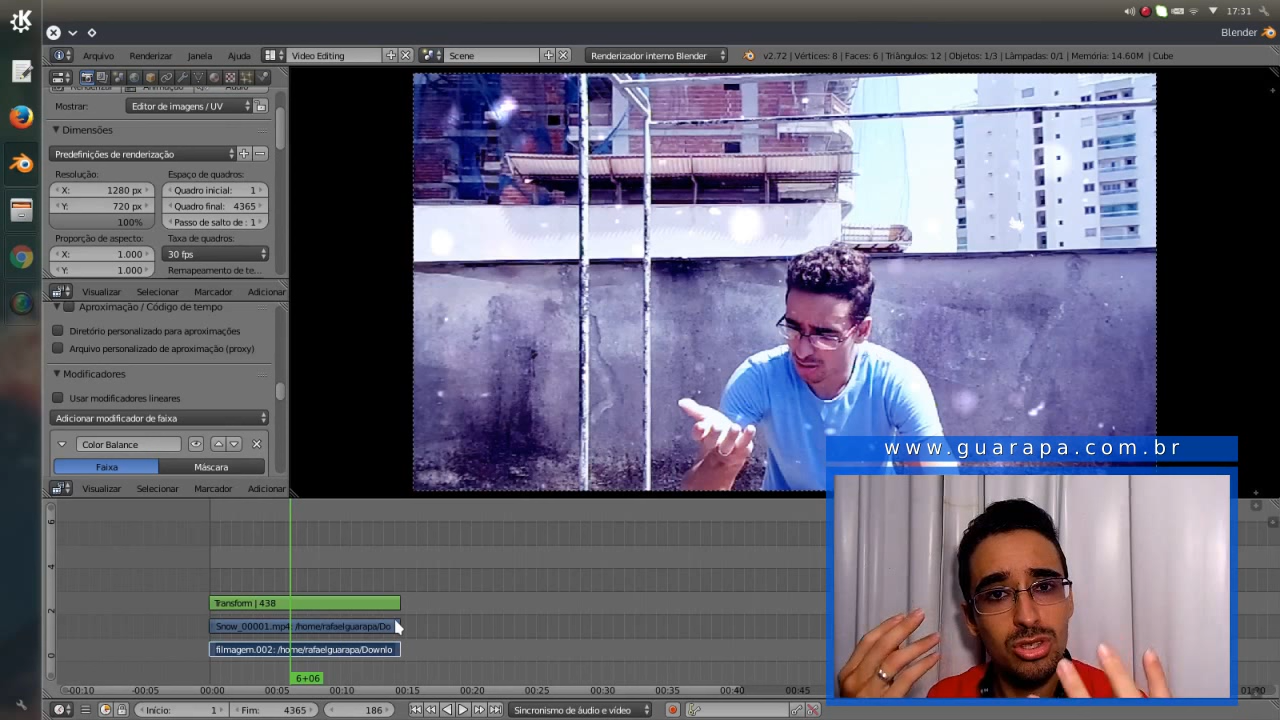 17:31
Blender
Arquivo Renderizar Janela Ajuda Video Editing Scene Renderizador interno Blender v2.72 | Vértices: 8 | Faces: 6 | Triângulos: 12 | Objetos: 1/3 | Lâmpadas: 0/1 | Memória: 14.60M | Cube
Mostrar: Editor de imagens / UV
Dimensões
Predefinições de renderização
Resolução: Espaço de quadros:
X: 1280 px Quadro inicial: 1
Y: 720 px Quadro final: 4365
100% Passo de salto de : 1
Proporção de aspecto: Taxa de quadros:
X: 1.000 30 fps
Y: 1.000 Remapeamento de te...
Visualizar Selecionar Marcador Adicionar
Aproximação / Código de tempo
Diretório personalizado para aproximações
Arquivo personalizado de aproximação (proxy)
Modificadores
Usar modificadores lineares
Adicionar modificador de faixa
Color Balance
Faixa Máscara
Visualizar Selecionar Marcador Adicionar
www.guarapa.com.br
6
4
2
0
Transform | 438
Snow_00001.mp4: /home/rafaelguarapa/Do
filmagem.002: /home/rafaelguarapa/Downlo
6+06
-00:10 -00:05 00:00 00:05 00:10 00:15 00:20 00:25 00:30 00:35 00:40 00:45
Início: 1 Fim: 4365 186 Sincronismo de áudio e vídeo